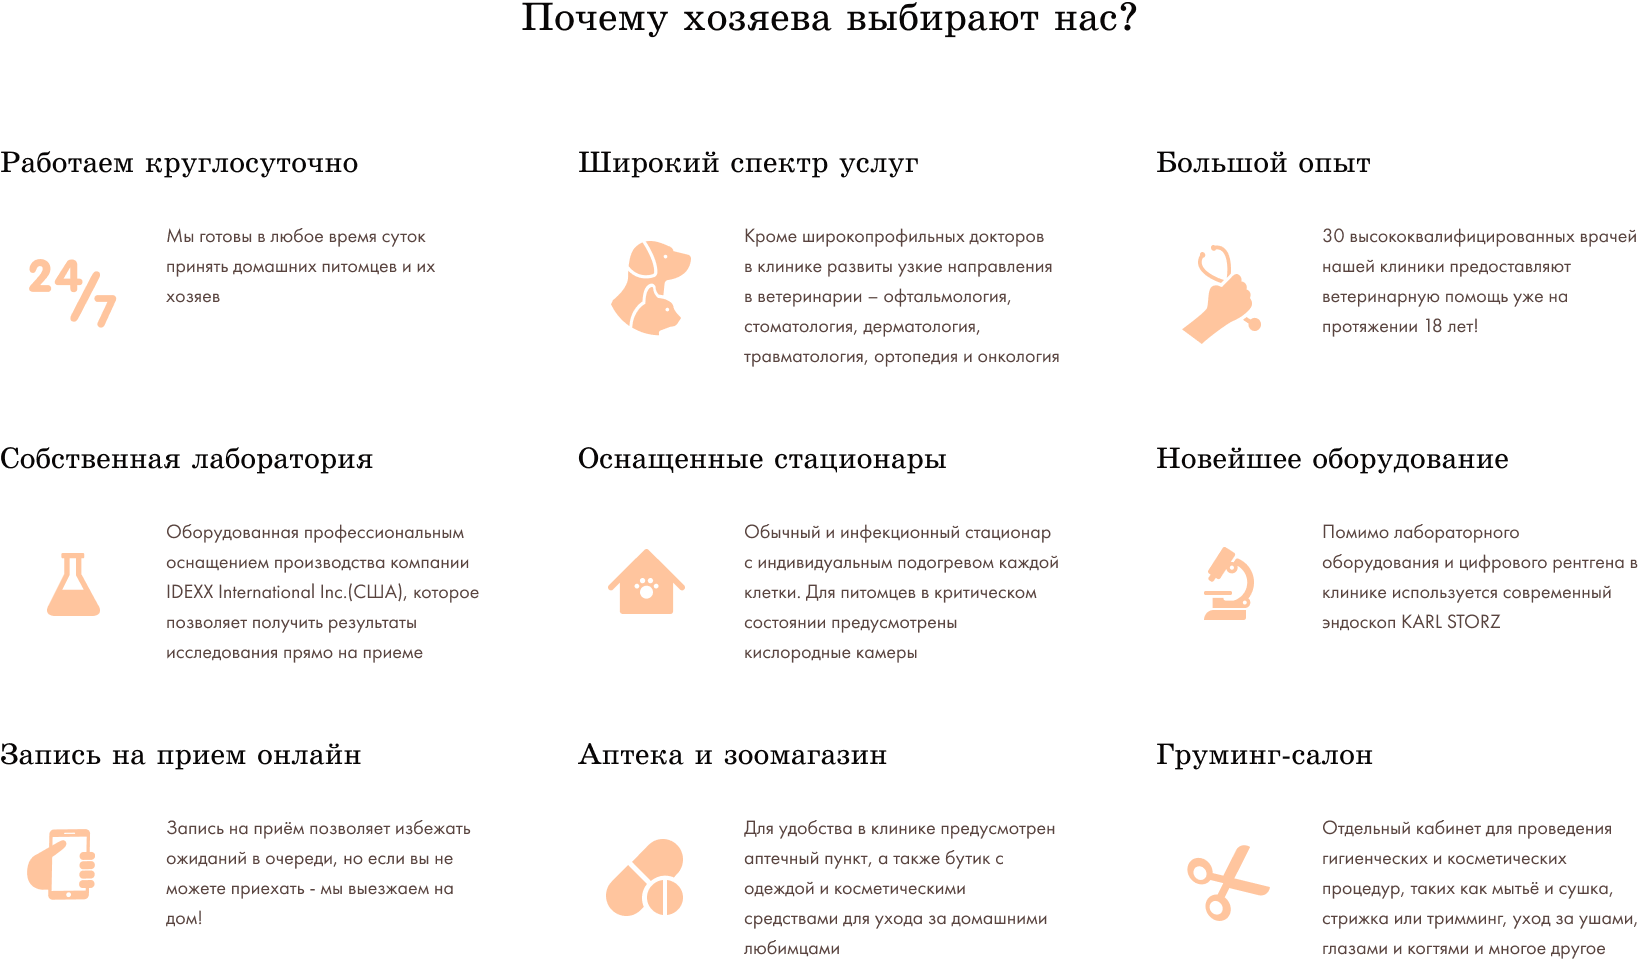 Почему хозяева выбирают нас?
Работаем круглосуточно
24/7
Мы готовы в любое время суток
принять домашних питомцев и их
хозяев
Широкий спектр услуг
Кроме широкопрофильных докторов
в клинике развиты узкие направления
в ветеринарии – офтальмология,
стоматология, дерматология,
травматология, ортопедия и онкология
Большой опыт
30 высококвалифицированных врачей
нашей клиники предоставляют
ветеринарную помощь уже на
протяжении 18 лет!
Собственная лаборатория
Оборудованная профессиональным
оснащением производства компании
IDEXX International Inc.(США), которое
позволяет получить результаты
исследования прямо на приеме
Оснащенные стационары
Обычный и инфекционный стационар
с индивидуальным подогревом каждой
клетки. Для питомцев в критическом
состоянии предусмотрены
кислородные камеры
Новейшее оборудование
Помимо лабораторного
оборудования и цифрового рентгена в
клинике используется современный
эндоскоп KARL STORZ
Запись на прием онлайн
Запись на приём позволяет избежать
ожиданий в очереди, но если вы не
можете приехать - мы выезжаем на
дом!
Аптека и зоомагазин
Для удобства в клинике предусмотрен
аптечный пункт, а также бутик с
одеждой и косметическими
средствами для ухода за домашними
любимцами
Груминг-салон
Отдельный кабинет для проведения
гигиенческих и косметических
процедур, таких как мытьё и сушка,
стрижка или тримминг, уход за ушами,
глазами и когтями и многое другое